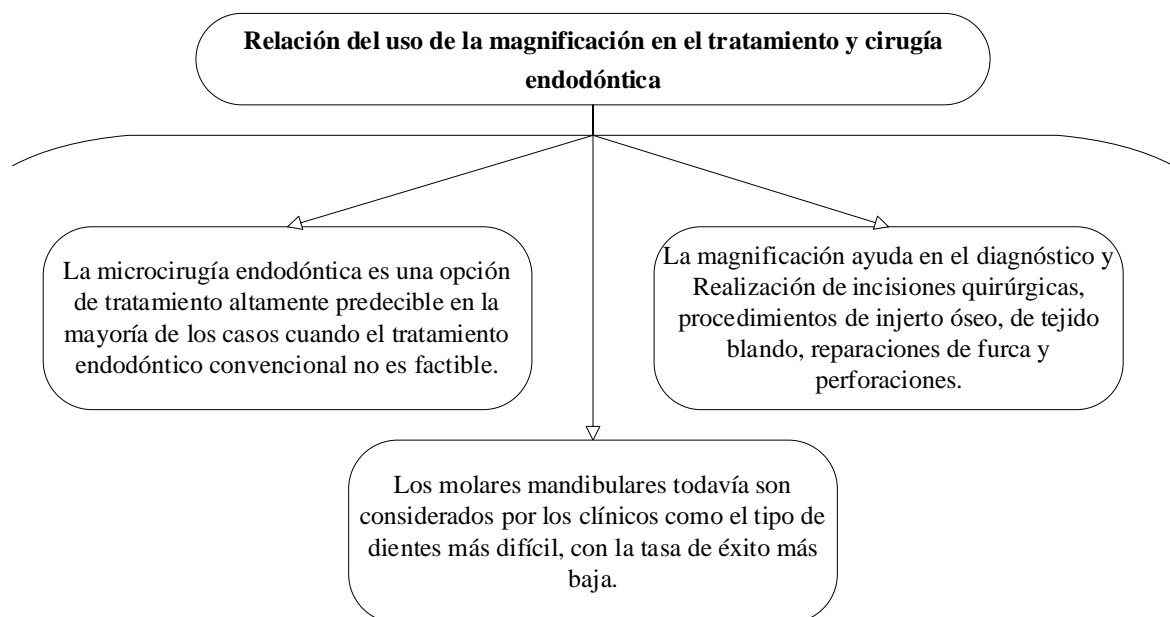 Relación del uso de la magnificación en el tratamiento y cirugía
endodóntica
La microcirugía endodóntica es una opción
de tratamiento altamente predecible en la
mayoría de los casos cuando el tratamiento
endodóntico convencional no es factible.
La magnificación ayuda en el diagnóstico y
Realización de incisiones quirúrgicas,
procedimientos de injerto óseo, de tejido
blando, reparaciones de furca y
perforaciones.
Los molares mandibulares todavía son
considerados por los clínicos como el tipo de
dientes más difícil, con la tasa de éxito más
baja.